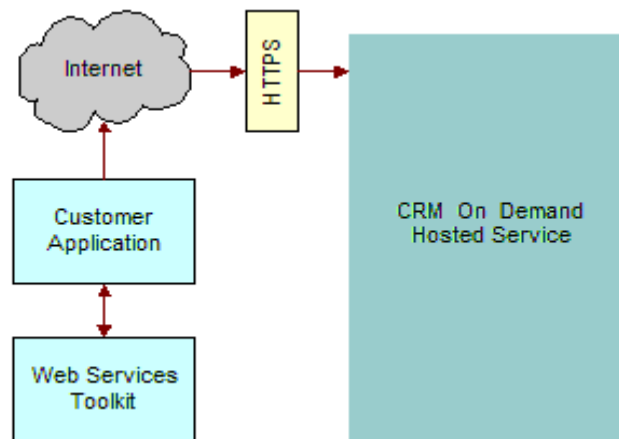 Internet
HTTPS
CRM On Demand
Hosted Service
Customer
Application
Web Services
Toolkit